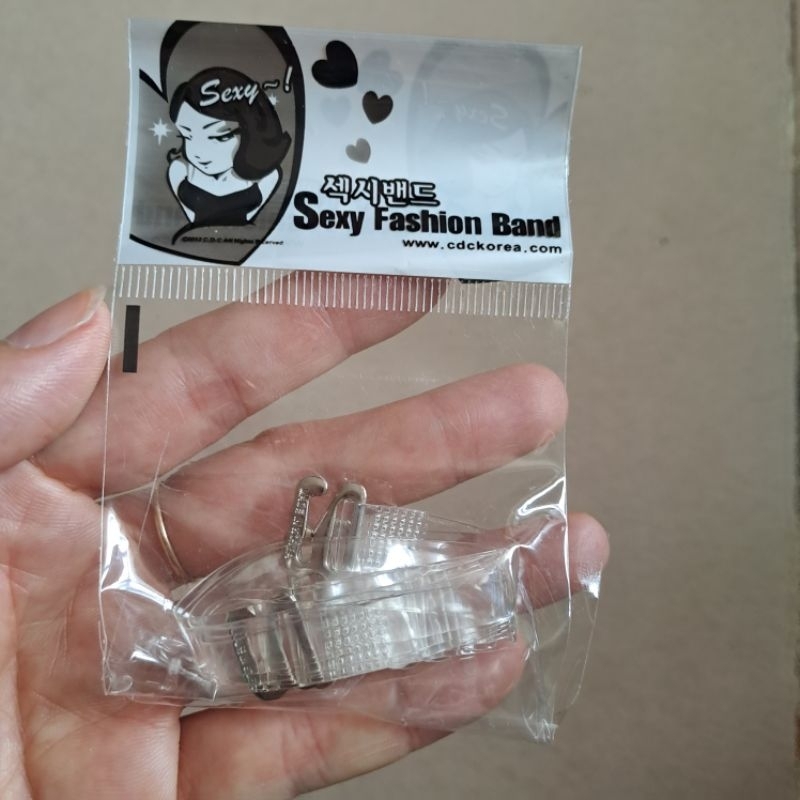 Sexy~!
섹시밴드
Sexy Fashion Band
www.cdckorea.com